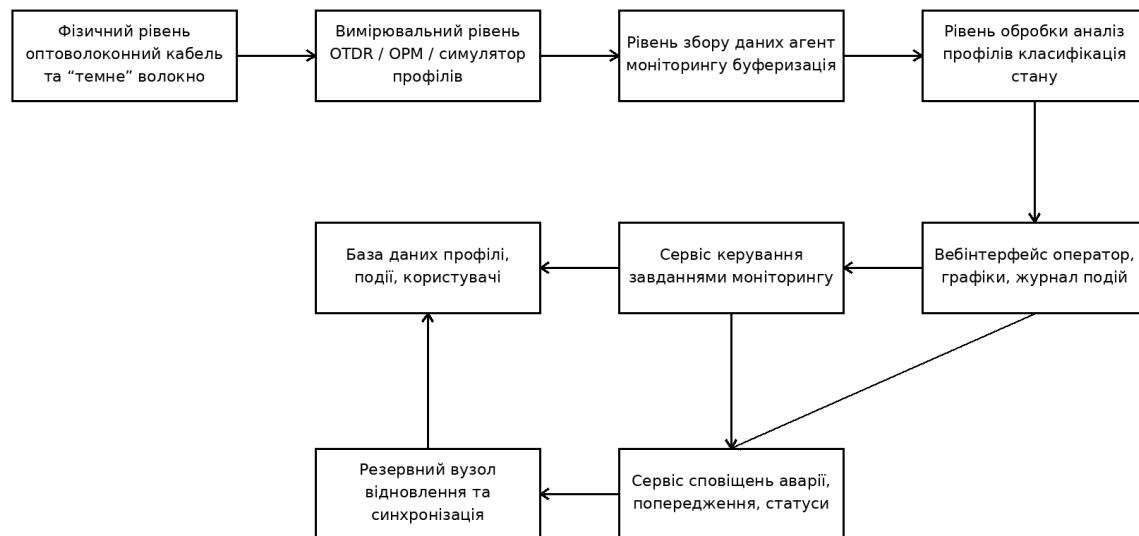 Фізичний рівень
оптоволоконний кабель
та “темне” волокно
Вимірювальний рівень
OTDR / OPM / симулятор
профілів
Рівень збору даних агент
моніторингу буферизація
Рівень обробки аналіз
профілів класифікація
стану
База даних профілі,
події, користувачі
Сервіс керування
завданнями моніторингу
Вебінтерфейс оператор,
графіки, журнал подій
Резервний вузол
відновлення та
синхронізація
Сервіс сповіщень аварії,
попередження, статуси